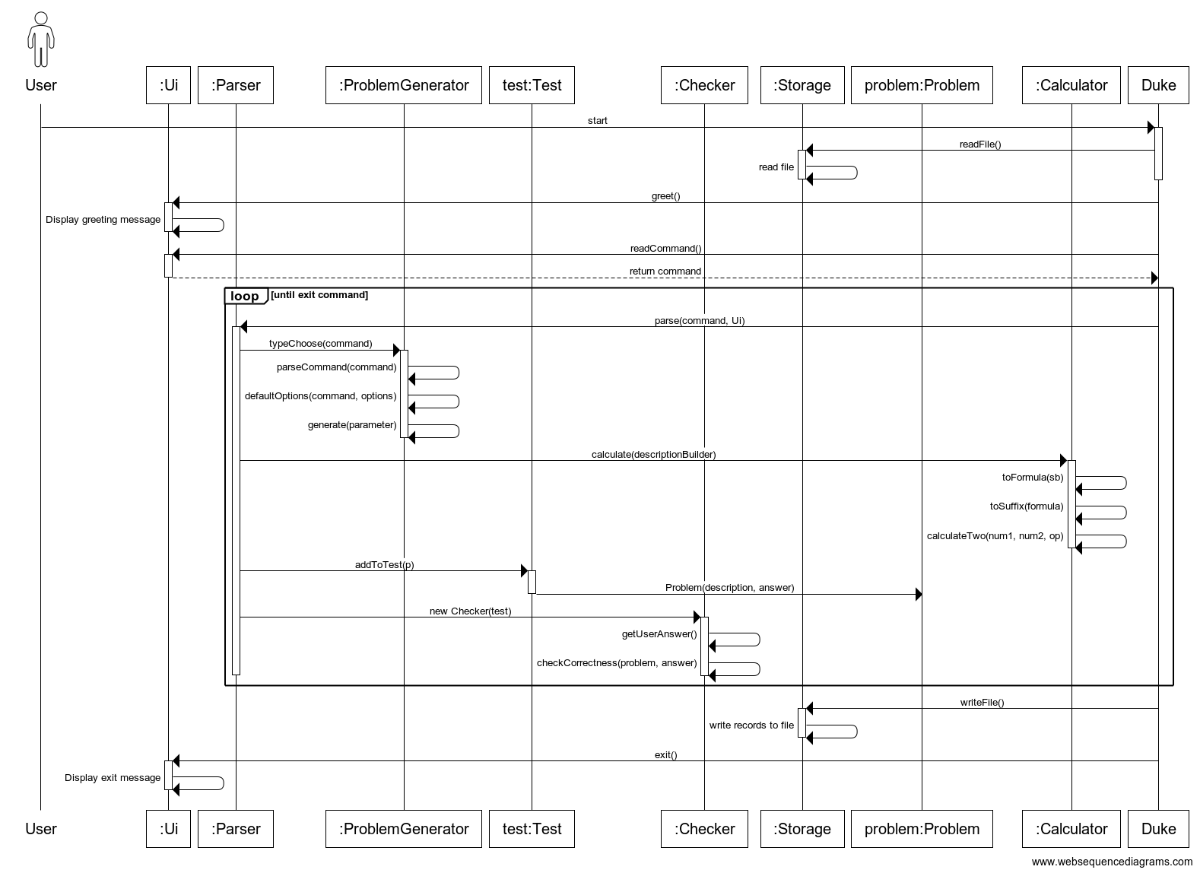 User
:Ui
:Parser
:ProblemGenerator
test:Test
:Checker
:Storage
problem:Problem
:Calculator
Duke
start
readFile()
read file
greet()
Display greeting message
readCommand()
return command
loop
[until exit command]
parse(command, Ui)
typeChoose(command)
parseCommand(command)
defaultOptions(command, options)
generate(parameter)
calculate(descriptionBuilder)
toFormula(sb)
toSuffix(formula)
calculateTwo(num1, num2, op)
addToTest(p)
Problem(description, answer)
new Checker(test)
getUserAnswer()
checkCorrectness(problem, answer)
writeFile()
write records to file
exit()
Display exit message
User
:Ui
:Parser
:ProblemGenerator
test:Test
:Checker
:Storage
problem:Problem
:Calculator
Duke
www.websequencediagrams.com